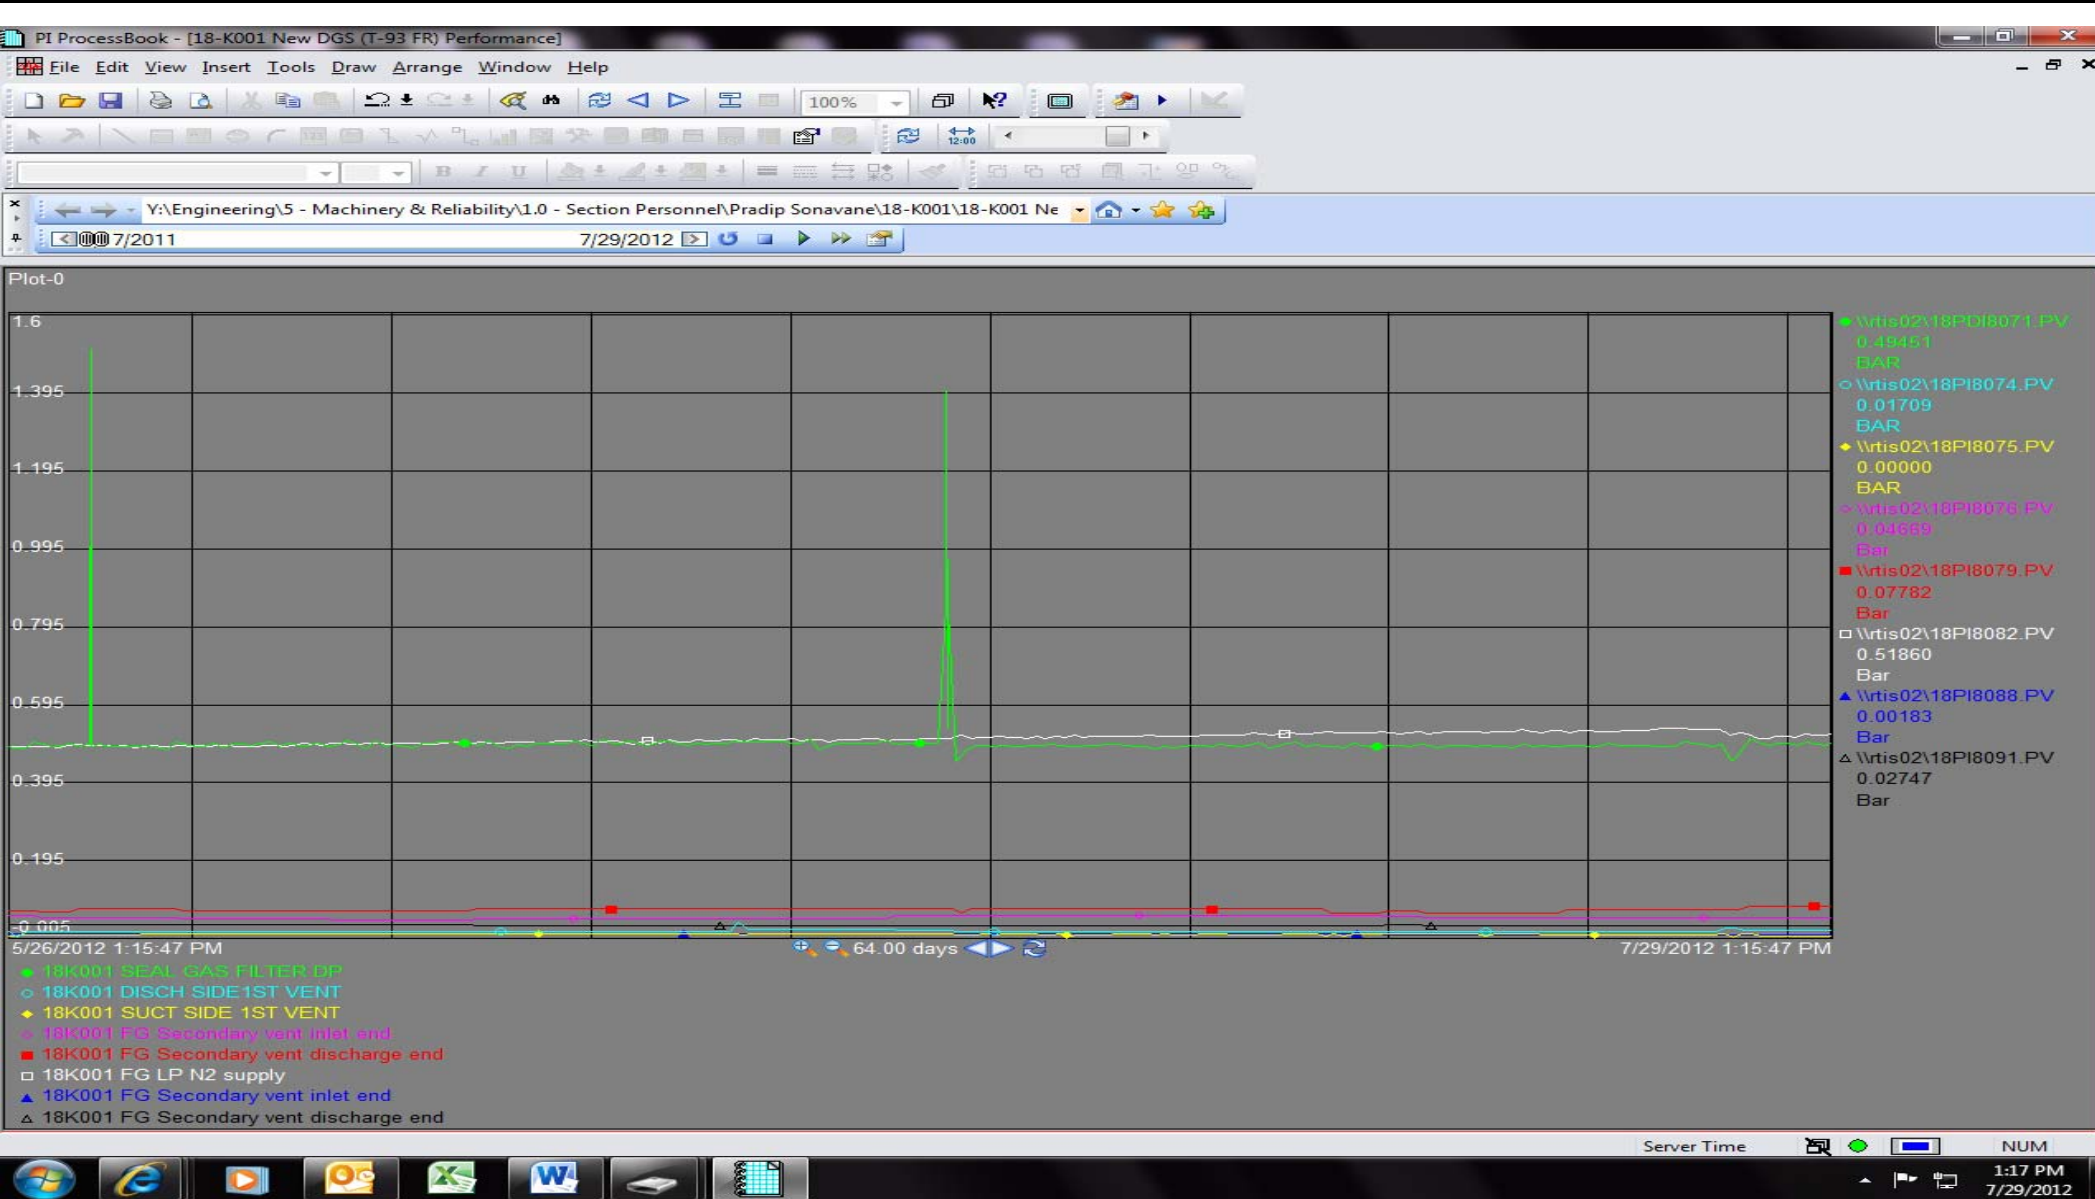 PI ProcessBook - [18-K001 New DGS (T-93 FR) Performance]
File Edit View Insert Tools Draw Arrange Window Help
100%
12:00
B I U
Y:\Engineering\5 - Machinery & Reliability\1.0 - Section Personnel\Pradip Sonavane\18-K001\18-K001 Ne
7/2011 7/29/2012
Plot-0
1.6
1.395
1.195
0.995
0.795
0.595
0.395
0.195
-0.005
\\rtis02\18PDI8071.PV
0.49451
BAR
\\rtis02\18PI8074.PV
0.01709
BAR
\\rtis02\18PI8075.PV
0.00000
BAR
\\rtis02\18PI8076.PV
0.04669
Bar
\\rtis02\18PI8079.PV
0.07782
Bar
\\rtis02\18PI8082.PV
0.51860
Bar
\\rtis02\18PI8088.PV
0.00183
Bar
\\rtis02\18PI8091.PV
0.02747
Bar
5/26/2012 1:15:47 PM 64.00 days 7/29/2012 1:15:47 PM
18K001 SEAL GAS FILTER DP
18K001 DISCH SIDE1ST VENT
18K001 SUCT SIDE 1ST VENT
18K001 FG Secondary vent inlet end
18K001 FG Secondary vent discharge end
18K001 FG LP N2 supply
18K001 FG Secondary vent inlet end
18K001 FG Secondary vent discharge end
Server Time NUM
1:17 PM
7/29/2012